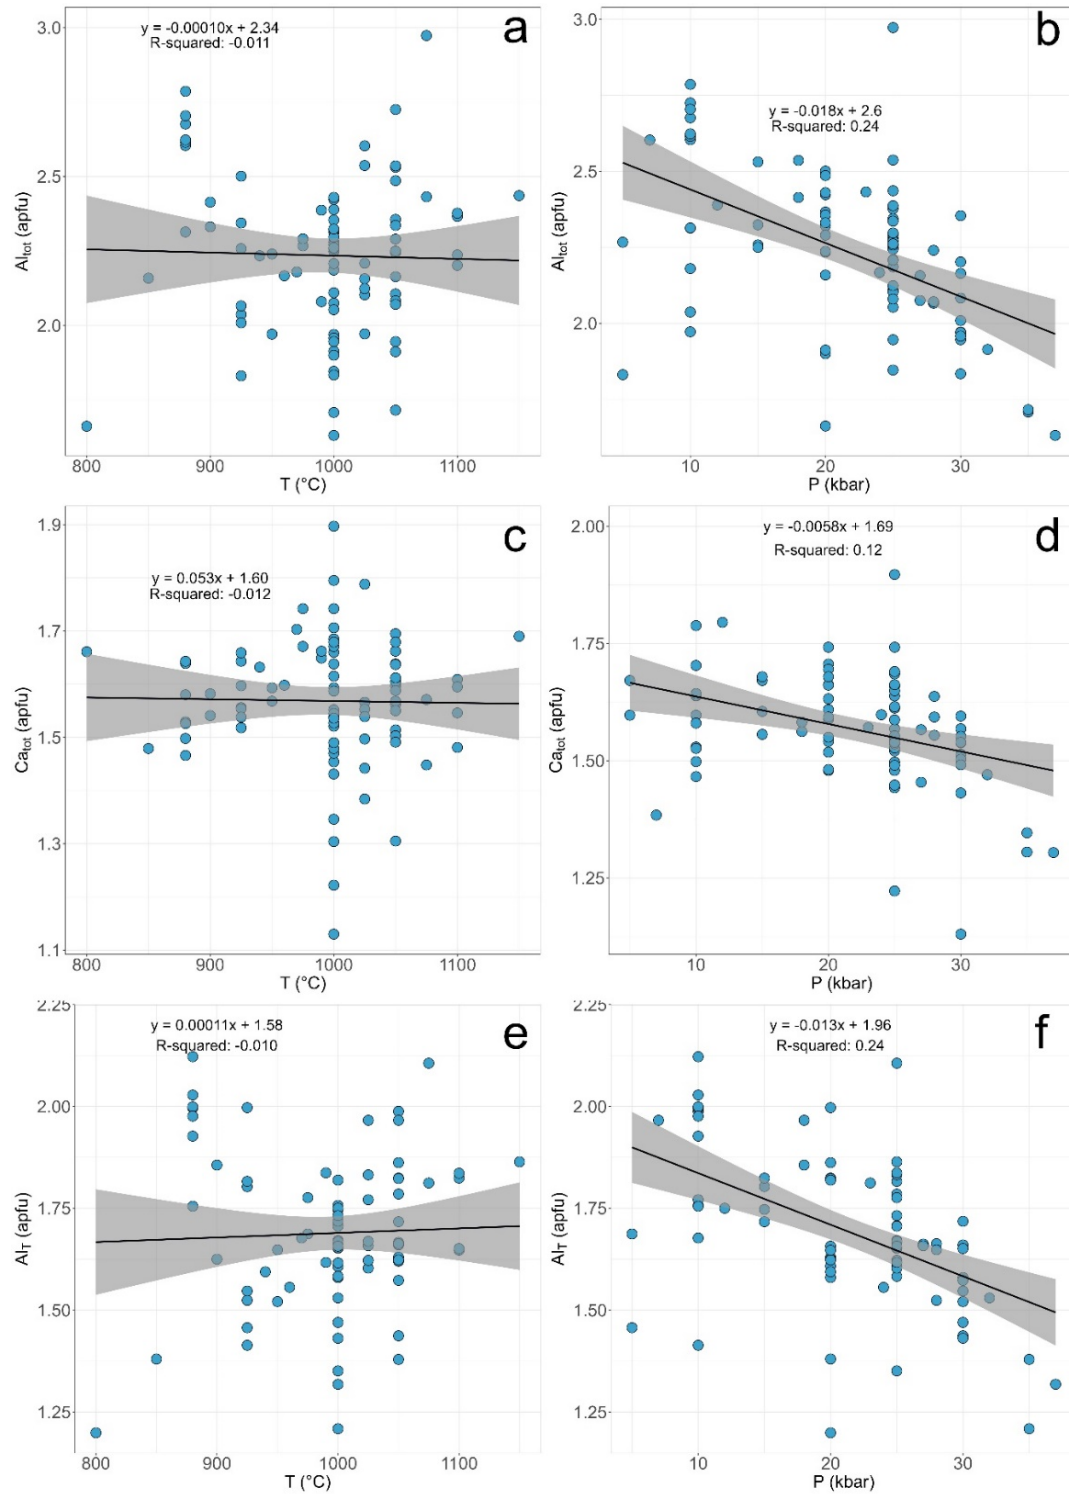 y = -0.00010x + 2.34
R-squared: -0.011
a
3.0
2.5
2.0
Altot (apfu)
800
900
1000
1100
T (°C)
y = -0.018x + 2.6
R-squared: 0.24
b
3.0
2.5
2.0
Altot (apfu)
10
20
30
P (kbar)
y = 0.053x + 1.60
R-squared: -0.012
c
1.9
1.7
1.5
1.3
1.1
Catot (apfu)
800
900
1000
1100
T (°C)
y = -0.0058x + 1.69
R-squared: 0.12
d
2.00
1.75
1.50
1.25
Catot (apfu)
10
20
30
P (kbar)
y = 0.00011x + 1.58
R-squared: -0.010
e
2.25
2.00
1.75
1.50
1.25
AlT (apfu)
800
900
1000
1100
T (°C)
y = -0.013x + 1.96
R-squared: 0.24
f
2.25
2.00
1.75
1.50
1.25
AlT (apfu)
10
20
30
P (kbar)